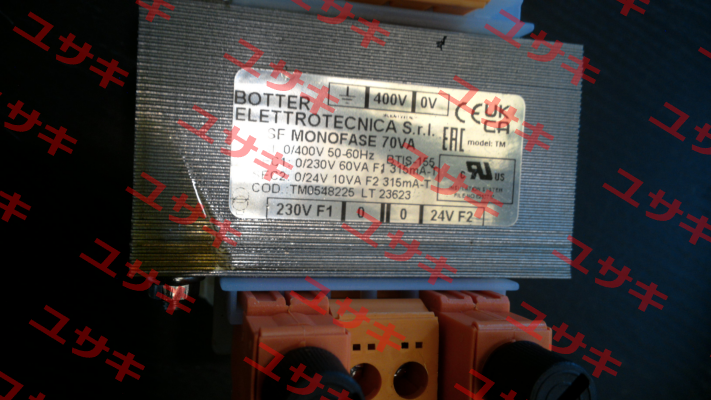 400V 0V
BOTTER
ELETTROTECNICA S.r.l.
SF MONOFASE 70VA
EAC model: TM
0/400V 50-60Hz BTIS 155
0/230V 60VA F1 315mA-T
EC2: 0/24V 10VA F2 315mA-T
COD.:TM0548225 LT 23623
CE UK CA
c US
230V F1 0 0 24V F2
ユサキ